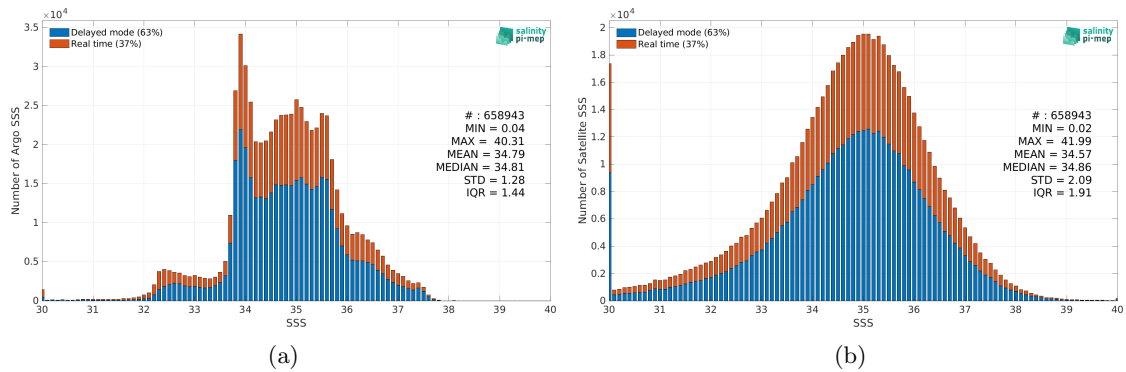 ×10⁴
Delayed mode (63%)
Real time (37%)
salinity
pi-mep
# : 658943
MIN = 0.04
MAX = 40.31
MEAN = 34.79
MEDIAN = 34.81
STD = 1.28
IQR = 1.44
Number of Argo SSS
3.5
3
2.5
2
1.5
1
0.5
0
30 31 32 33 34 35 36 37 38 39 40
SSS
(a)
×10⁴
Delayed mode (63%)
Real time (37%)
salinity
pi-mep
# : 658943
MIN = 0.02
MAX = 41.99
MEAN = 34.57
MEDIAN = 34.86
STD = 2.09
IQR = 1.91
Number of Satellite SSS
2
1.8
1.6
1.4
1.2
1
0.8
0.6
0.4
0.2
0
30 31 32 33 34 35 36 37 38 39 40
SSS
(b)